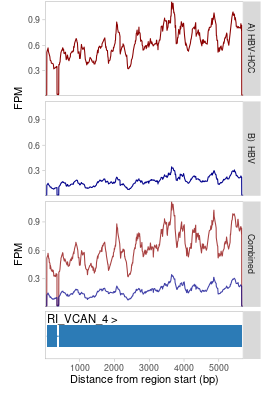 0.9
0.6
0.3
FPM
A) HBV-HCC
0.9
0.6
0.3
B) HBV
0.9
0.6
0.3
FPM
Combined
RI_VCAN_4 >
1000 2000 3000 4000 5000
Distance from region start (bp)